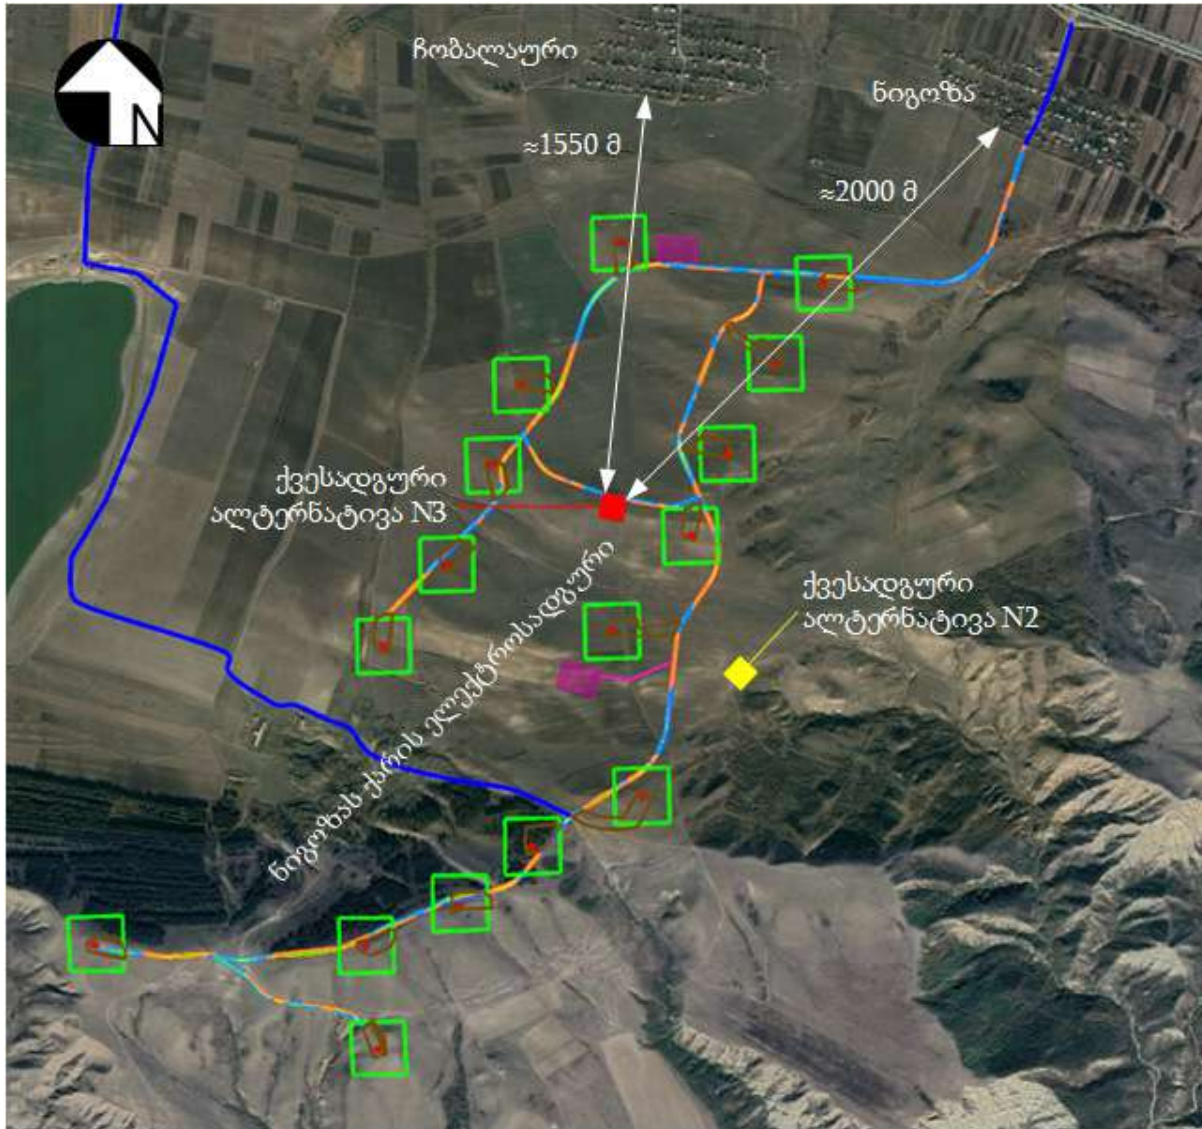 ჩობალაური
ნიგოზა
N
≈1550 მ
≈2000 მ
ქვესადგური
ალტერნატივა N3
ქვესადგური
ალტერნატივა N2
ნიგოზას ქარის ელექტროსადგური